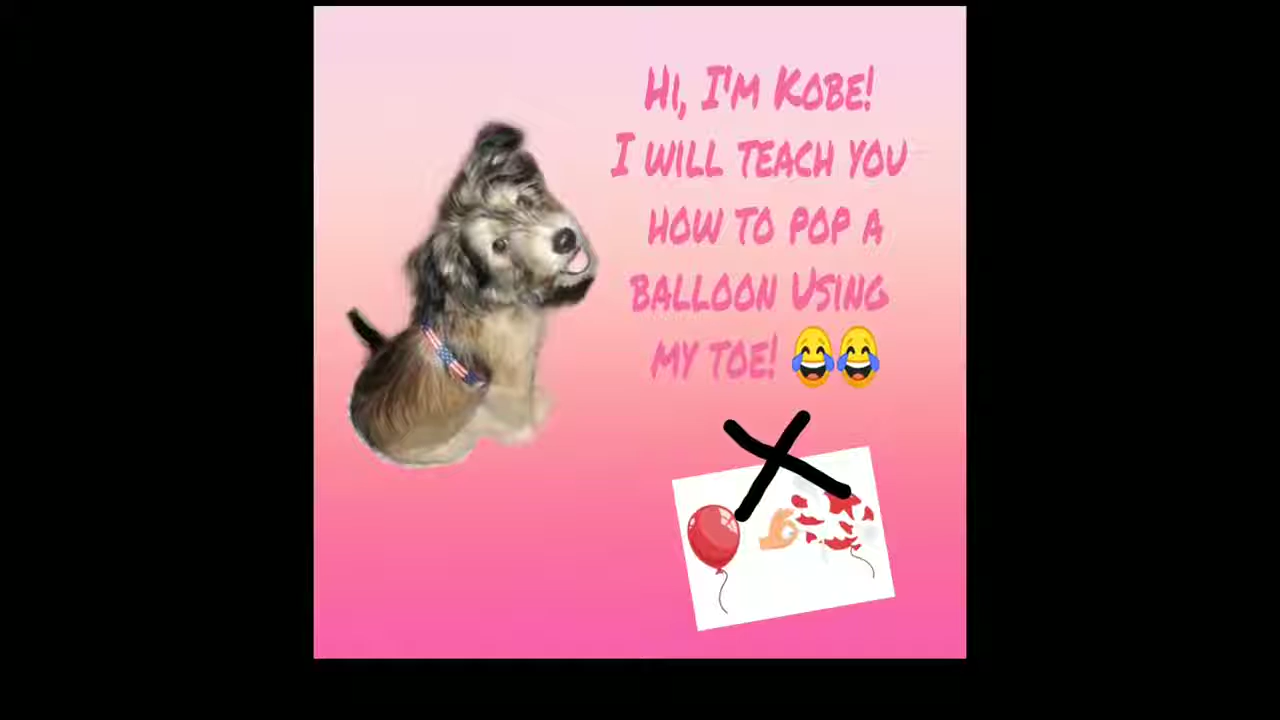 Hi, I'm Kobe!
I will teach you
how to pop a
balloon Using
my toe! 😂😂